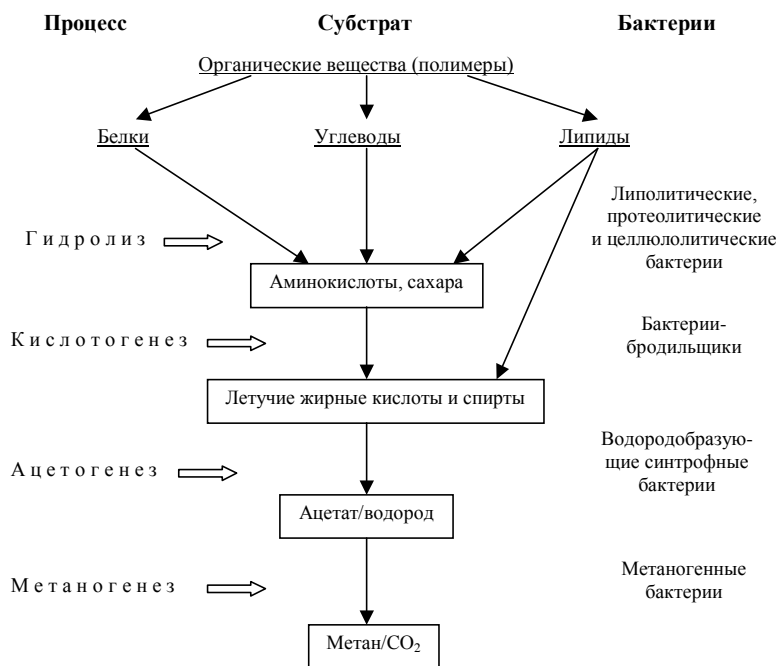 Процесс Субстрат Бактерии
Органические вещества (полимеры)
Белки Углеводы Липиды
Липолитические,
протеолитические
и целлюлолитические
бактерии
Гидролиз
Аминокислоты, сахара
Кислотогенез
Бактерии-
бродильщики
Летучие жирные кислоты и спирты
Ацетогенез
Водородобразую-
щие синтрофные
бактерии
Ацетат/водород
Метаногенез
Метаногенные
бактерии
Метан/CO₂